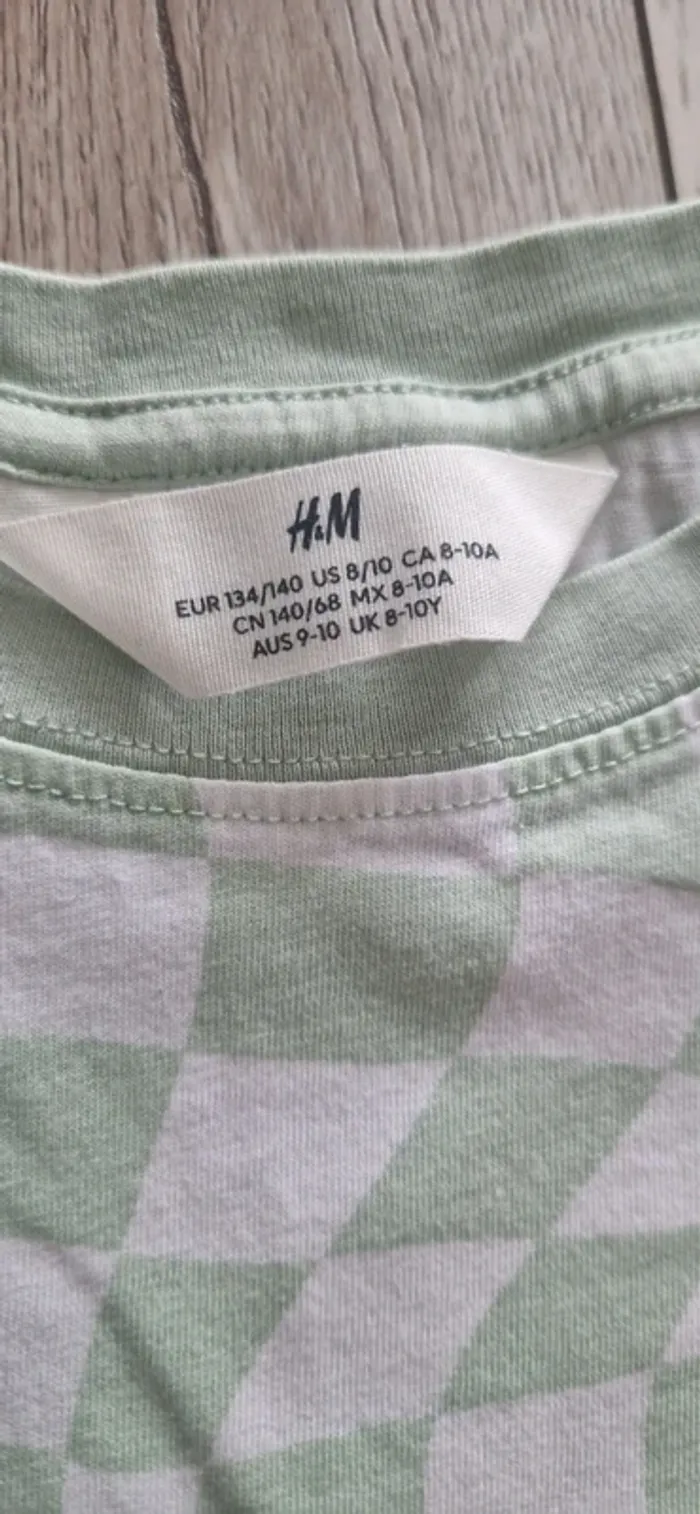 H&M
EUR 134/140 US 8/10 CA 8-10A
CN 140/68 MX 8-10A
AUS 9-10 UK 8-10Y